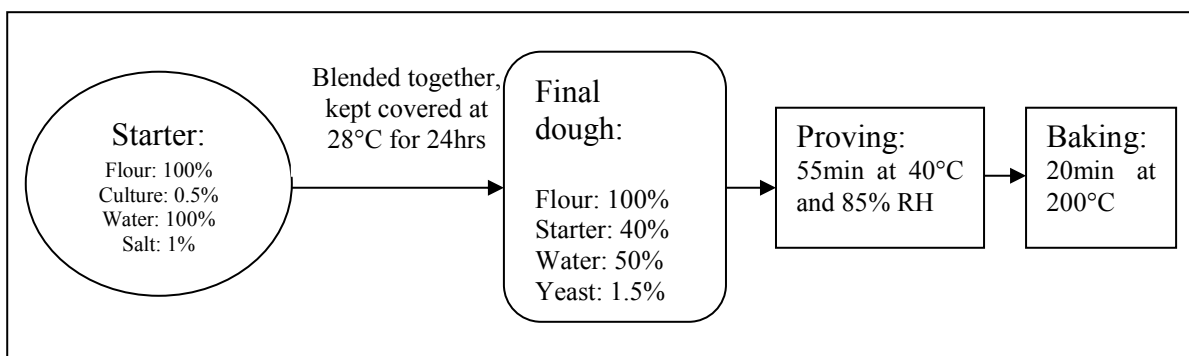 Starter:
Flour: 100%
Culture: 0.5%
Water: 100%
Salt: 1%
Blended together,
kept covered at
28°C for 24hrs
Final
dough:
Flour: 100%
Starter: 40%
Water: 50%
Yeast: 1.5%
Proving:
55min at 40°C
and 85% RH
Baking:
20min at
200°C